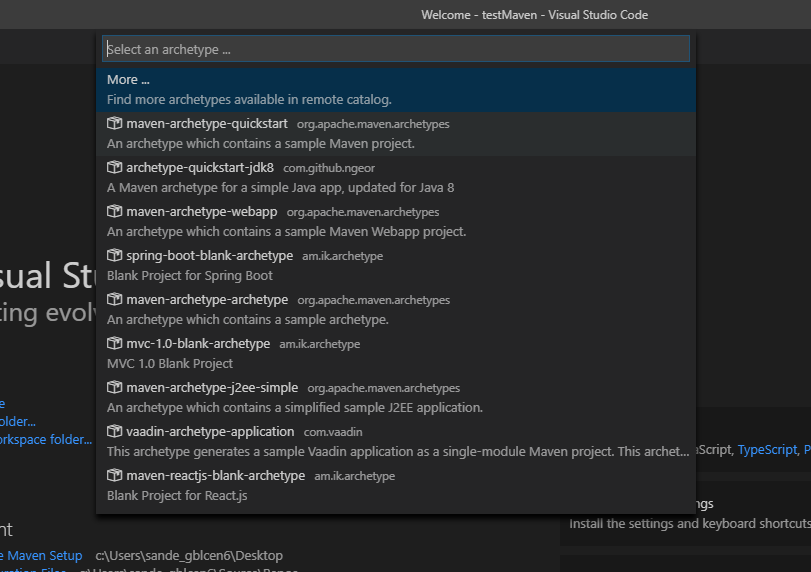 Welcome - testMaven - Visual Studio Code
Select an archetype ...
More ...
Find more archetypes available in remote catalog.
maven-archetype-quickstart org.apache.maven.archetypes
An archetype which contains a sample Maven project.
archetype-quickstart-jdk8 com.github.ngeor
A Maven archetype for a simple Java app, updated for Java 8
maven-archetype-webapp org.apache.maven.archetypes
An archetype which contains a sample Maven Webapp project.
spring-boot-blank-archetype am.ik.archetype
Blank Project for Spring Boot
maven-archetype-archetype org.apache.maven.archetypes
An archetype which contains a sample archetype.
mvc-1.0-blank-archetype am.ik.archetype
MVC 1.0 Blank Project
maven-archetype-j2ee-simple org.apache.maven.archetypes
An archetype which contains a simplified sample J2EE application.
vaadin-archetype-application com.vaadin
This archetype generates a sample Vaadin application as a single-module Maven project. This archet...
maven-reactjs-blank-archetype am.ik.archetype
Blank Project for React.js
sual St
ting evol
e
older...
orkspace folder...
nt
e Maven Setup c:\Users\sande_gblcen6\Desktop
Script, TypeScript, P
ngs
Install the settings and keyboard shortcuts